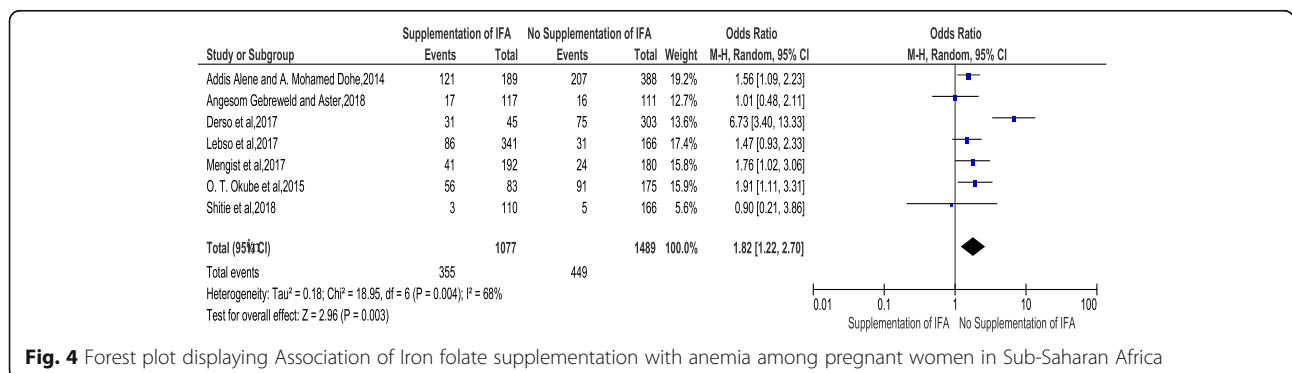 Supplementation of IFA No Supplementation of IFA Odds Ratio Odds Ratio
Study or Subgroup Events Total Events Total Weight M-H, Random, 95% CI M-H, Random, 95% CI
Addis Alene and A. Mohamed Dohe,2014 121 189 207 388 19.2% 1.56 [1.09, 2.23]
Angesom Gebreweld and Aster,2018 17 117 16 111 12.7% 1.01 [0.48, 2.11]
Derso et al,2017 31 45 75 303 13.6% 6.73 [3.40, 13.33]
Lebso et al,2017 86 341 31 166 17.4% 1.47 [0.93, 2.33]
Mengist et al,2017 41 192 24 180 15.8% 1.76 [1.02, 3.06]
O. T. Okube et al,2015 56 83 91 175 15.9% 1.91 [1.11, 3.31]
Shitie et al,2018 3 110 5 166 5.6% 0.90 [0.21, 3.86]
Total (95% CI) 1077 1489 100.0% 1.82 [1.22, 2.70]
Total events 355 449
Heterogeneity: Tau² = 0.18; Chi² = 18.95, df = 6 (P = 0.004); I² = 68%
Test for overall effect: Z = 2.96 (P = 0.003)
0.01 0.1 1 10 100
Supplementation of IFA No Supplementation of IFA
Fig. 4 Forest plot displaying Association of Iron folate supplementation with anemia among pregnant women in Sub-Saharan Africa